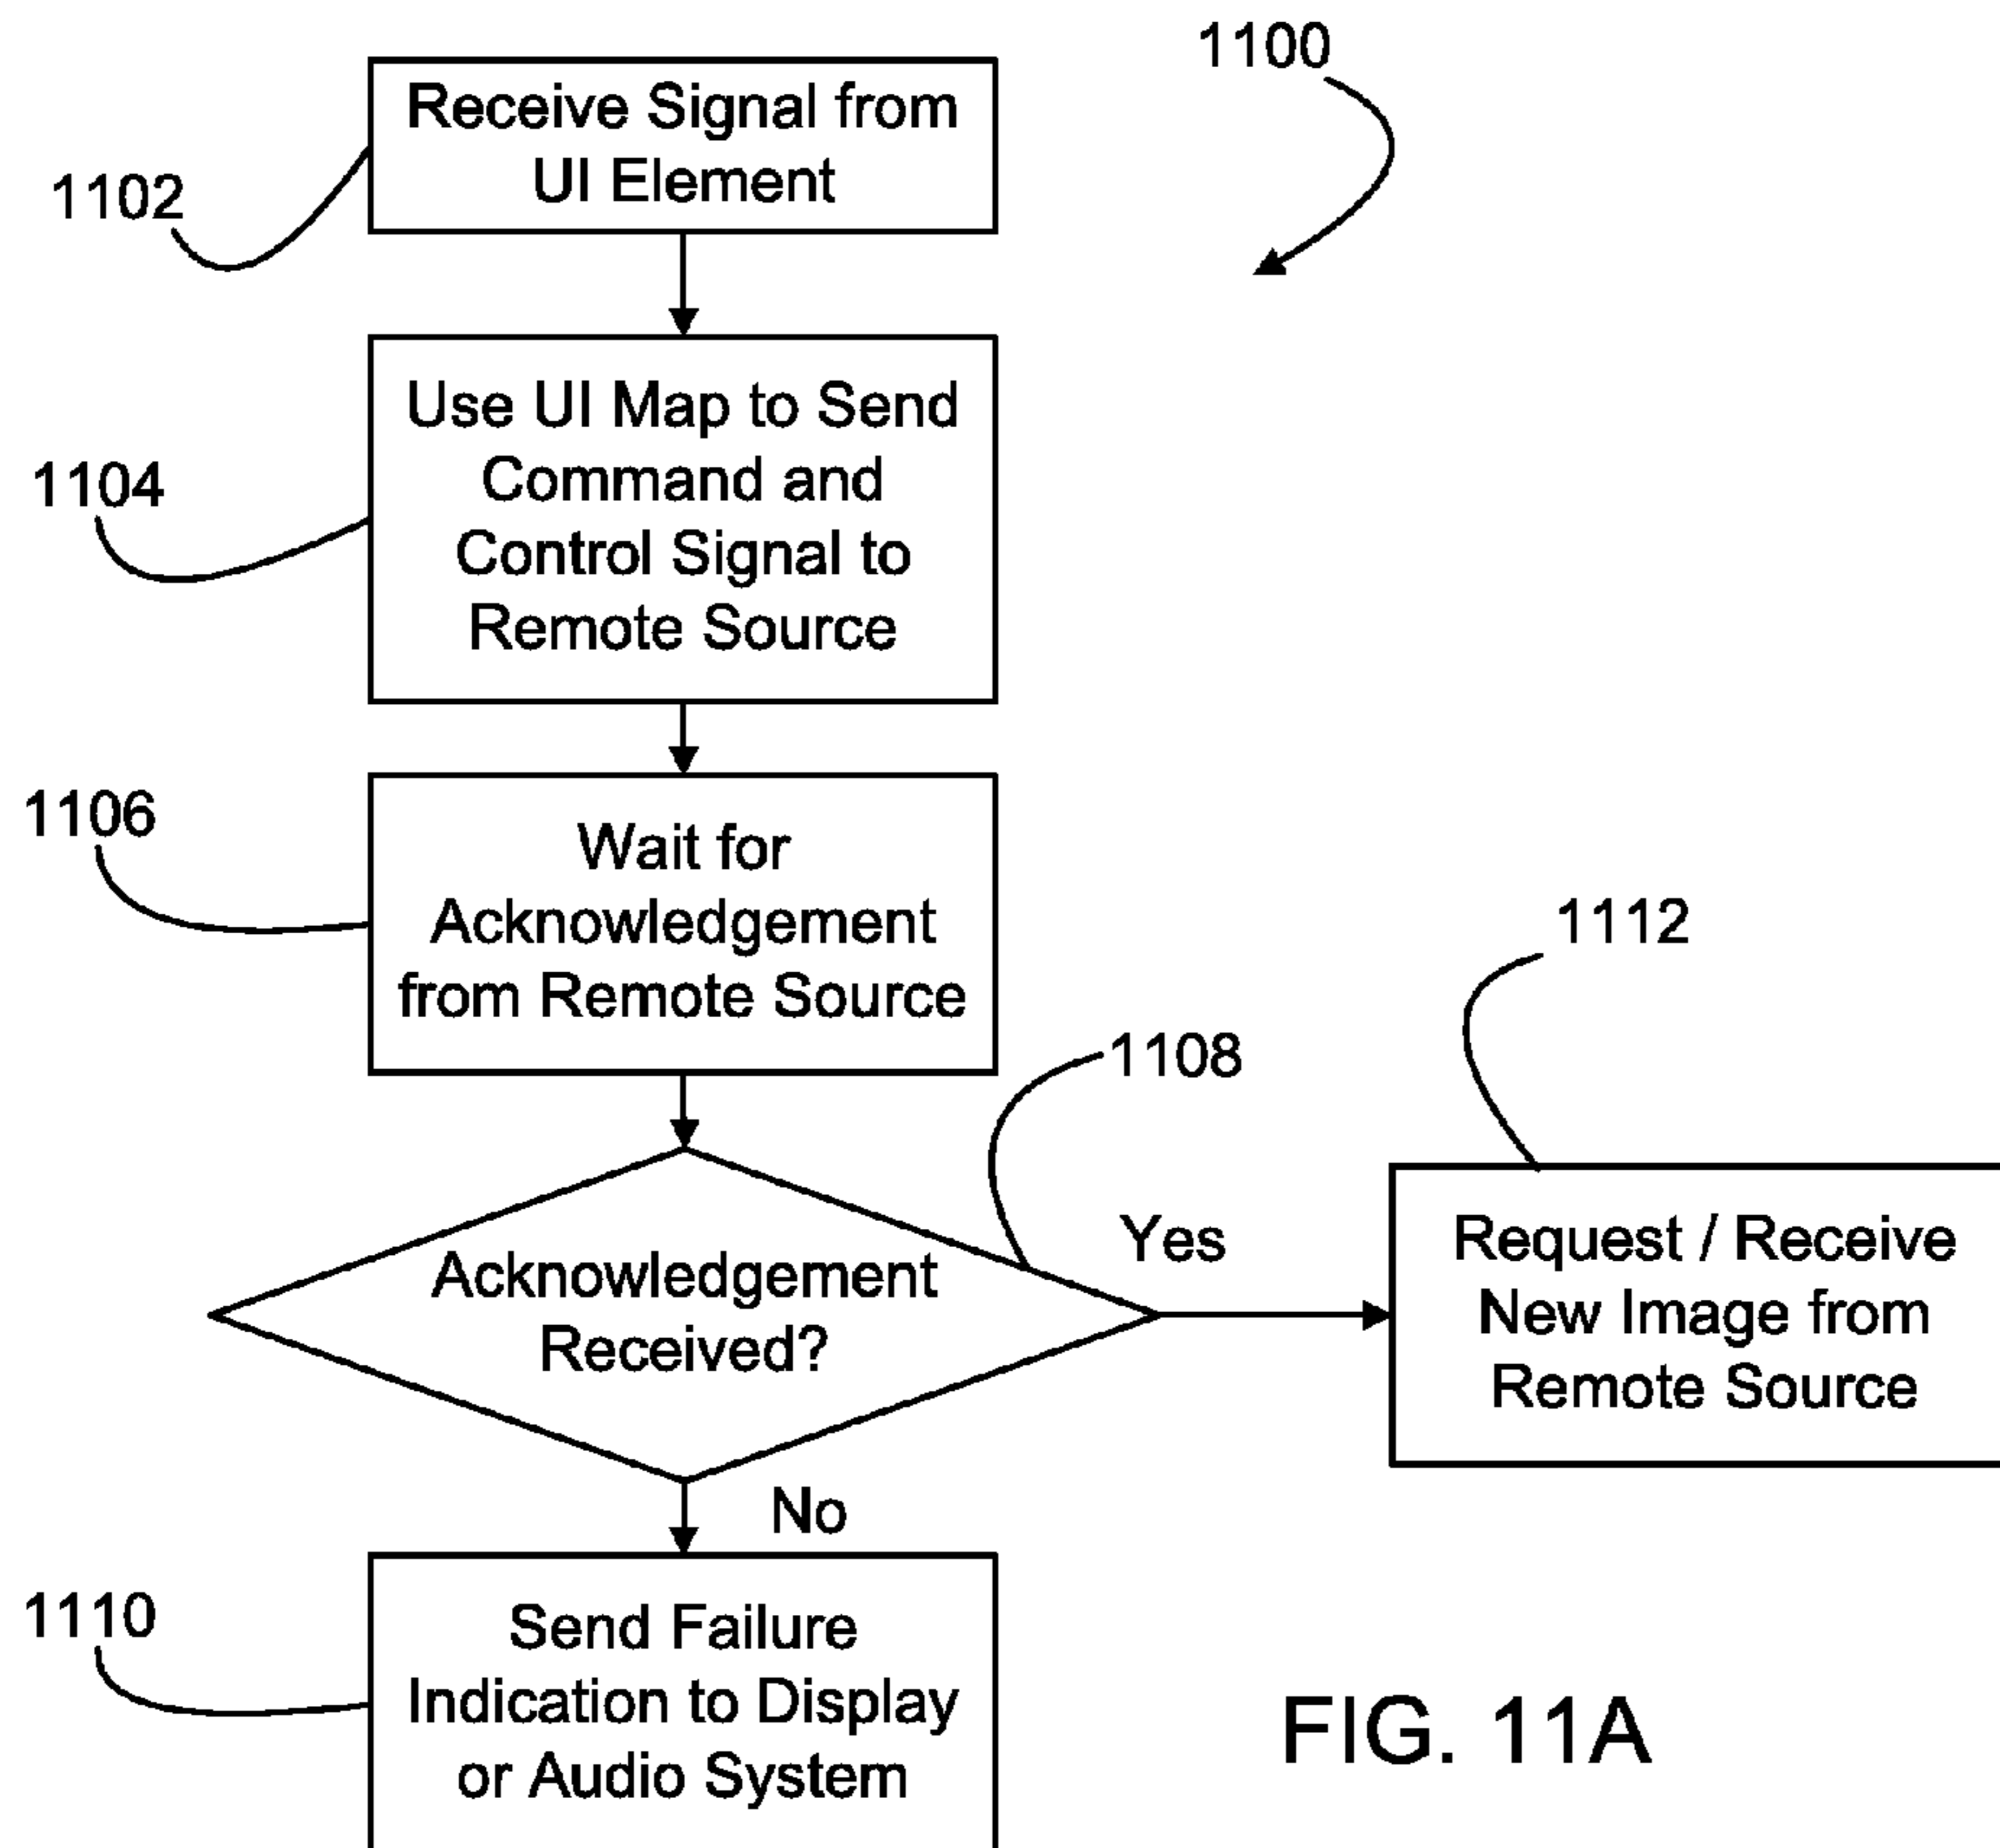 1100
Receive Signal from
UI Element
1102
Use UI Map to Send
Command and
Control Signal to
Remote Source
1104
Wait for
Acknowledgement
from Remote Source
1106
1108
Acknowledgement
Received?
Yes
1112
Request / Receive
New Image from
Remote Source
No
1110
Send Failure
Indication to Display
or Audio System
FIG. 11A